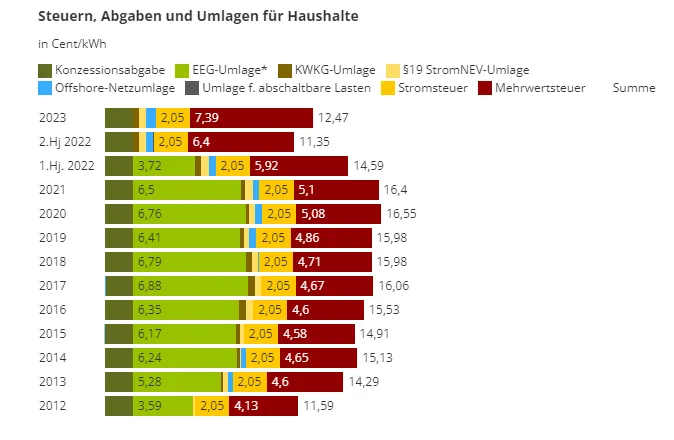 Steuern, Abgaben und Umlagen für Haushalte
in Cent/kWh
Konzessionsabgabe EEG-Umlage* KWKG-Umlage §19 StromNEV-Umlage
Offshore-Netzumlage Umlage f. abschaltbare Lasten Stromsteuer Mehrwertsteuer Summe
2023 2,05 7,39 12,47
2.Hj 2022 2,05 6,4 11,35
1.Hj. 2022 3,72 2,05 5,92 14,59
2021 6,5 2,05 5,1 16,4
2020 6,76 2,05 5,08 16,55
2019 6,41 2,05 4,86 15,98
2018 6,79 2,05 4,71 15,98
2017 6,88 2,05 4,67 16,06
2016 6,35 2,05 4,6 15,53
2015 6,17 2,05 4,58 14,91
2014 6,24 2,05 4,65 15,13
2013 5,28 2,05 4,6 14,29
2012 3,59 2,05 4,13 11,59